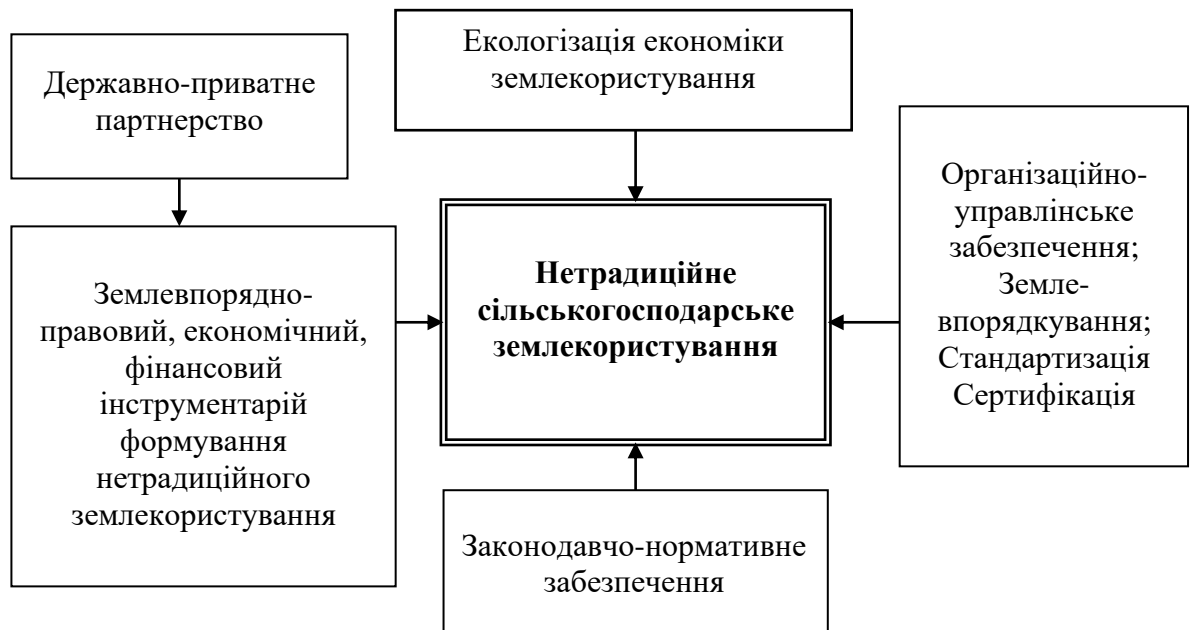 Державно-приватне
партнерство
Екологізація економіки
землекористування
Землевпорядно-
правовий, економічний,
фінансовий
інструментарій
формування
нетрадиційного
землекористування
Нетрадиційне
сільськогосподарське
землекористування
Організаційно-
управлінське
забезпечення;
Земле-
впорядкування;
Стандартизація
Сертифікація
Законодавчо-нормативне
забезпечення